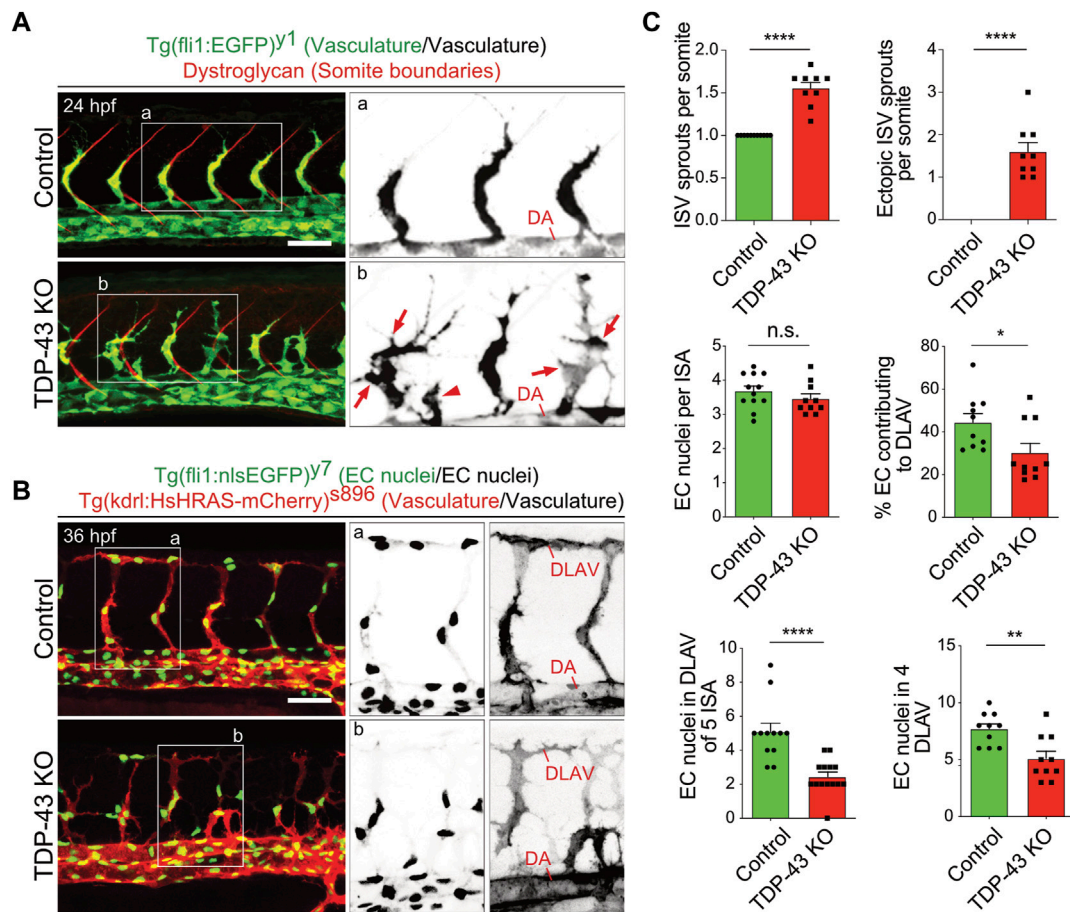 A
Tg(fli1:EGFP)y1 (Vasculature/Vasculature)
Dystroglycan (Somite boundaries)
Control
24 hpf
a
a
DA
TDP-43 KO
b
b
DA
B
Tg(fli1:nlsEGFP)y7 (EC nuclei/EC nuclei)
Tg(kdrl:HsHRAS-mCherry)s896 (Vasculature/Vasculature)
Control
36 hpf
a
a
DLAV
DA
TDP-43 KO
b
b
DLAV
DA
C
ISV sprouts per somite
2.0
1.5
1.0
0.5
0.0
****
Control
TDP-43 KO
Ectopic ISV sprouts
per somite
4
3
2
1
0
****
Control
TDP-43 KO
EC nuclei per ISA
5
4
3
2
1
0
n.s.
Control
TDP-43 KO
% EC contributing
to DLAV
80
60
40
20
0
*
Control
TDP-43 KO
EC nuclei in DLAV
of 5 ISA
10
8
6
4
2
0
****
Control
TDP-43 KO
EC nuclei in 4
DLAV
15
10
5
0
**
Control
TDP-43 KO